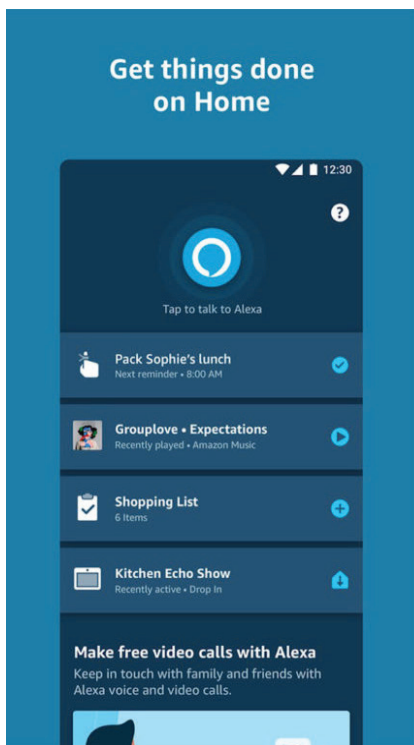 Get things done
on Home
12:30
?
Tap to talk to Alexa
Pack Sophie's lunch
Next reminder • 8:00 AM
Grouplove • Expectations
Recently played • Amazon Music
Shopping List
6 Items
Kitchen Echo Show
Recently active • Drop In
Make free video calls with Alexa
Keep in touch with family and friends with
Alexa voice and video calls.